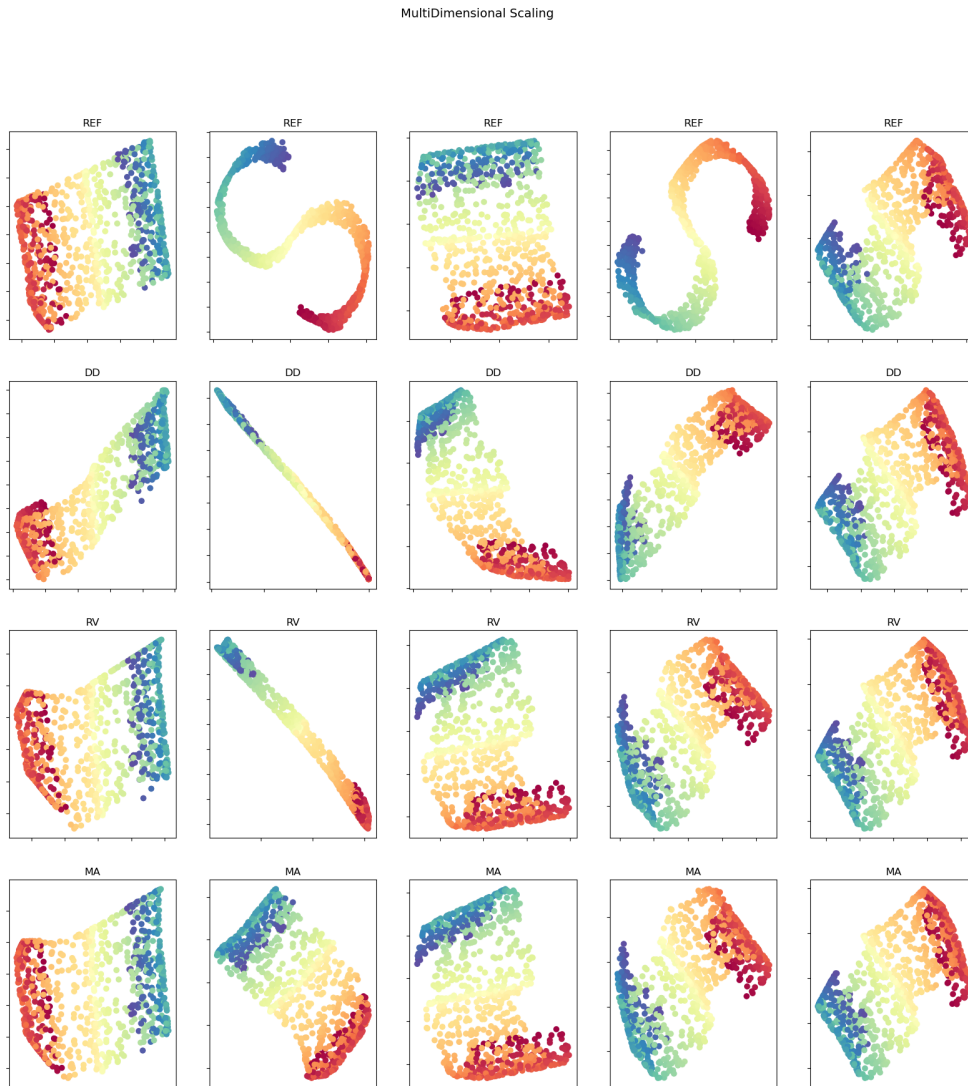 MultiDimensional Scaling
REF REF REF REF REF
DD DD DD DD DD
RV RV RV RV RV
MA MA MA MA MA